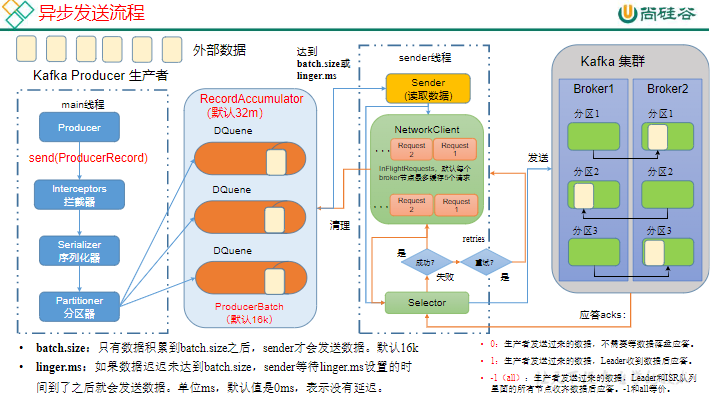 异步发送流程
尚硅谷
外部数据
Kafka Producer 生产者
main线程
Producer
send(ProducerRecord)
Interceptors
拦截器
Serializer
序列化器
Partitioner
分区器
RecordAccumulator
(默认32m)
DQuene
DQuene
DQuene
ProducerBatch
(默认16k)
达到
batch.size或
linger.ms
sender线程
Sender
(读取数据)
NetworkClient
... Request 2
Request 1
InFlightRequests，默认每个
broker节点最多缓存5个请求
... Request 2
Request 1
清理
是
成功?
失败
retries
重试?
是
Selector
发送
Kafka 集群
Broker1
Broker2
分区1
分区1
分区2
分区2
分区3
分区3
应答acks：
• batch.size：只有数据积累到batch.size之后，sender才会发送数据。默认16k
• linger.ms：如果数据迟迟未达到batch.size，sender等待linger.ms设置的时
间到了之后就会发送数据。单位ms，默认值是0ms，表示没有延迟。
• 0：生产者发送过来的数据，不需要等数据落盘应答。
• 1：生产者发送过来的数据，Leader收到数据后应答。
• -1（all）：生产者发送过来的数据，Leader和ISR队列
里面的所有节点收齐数据后应答。-1和all等价。